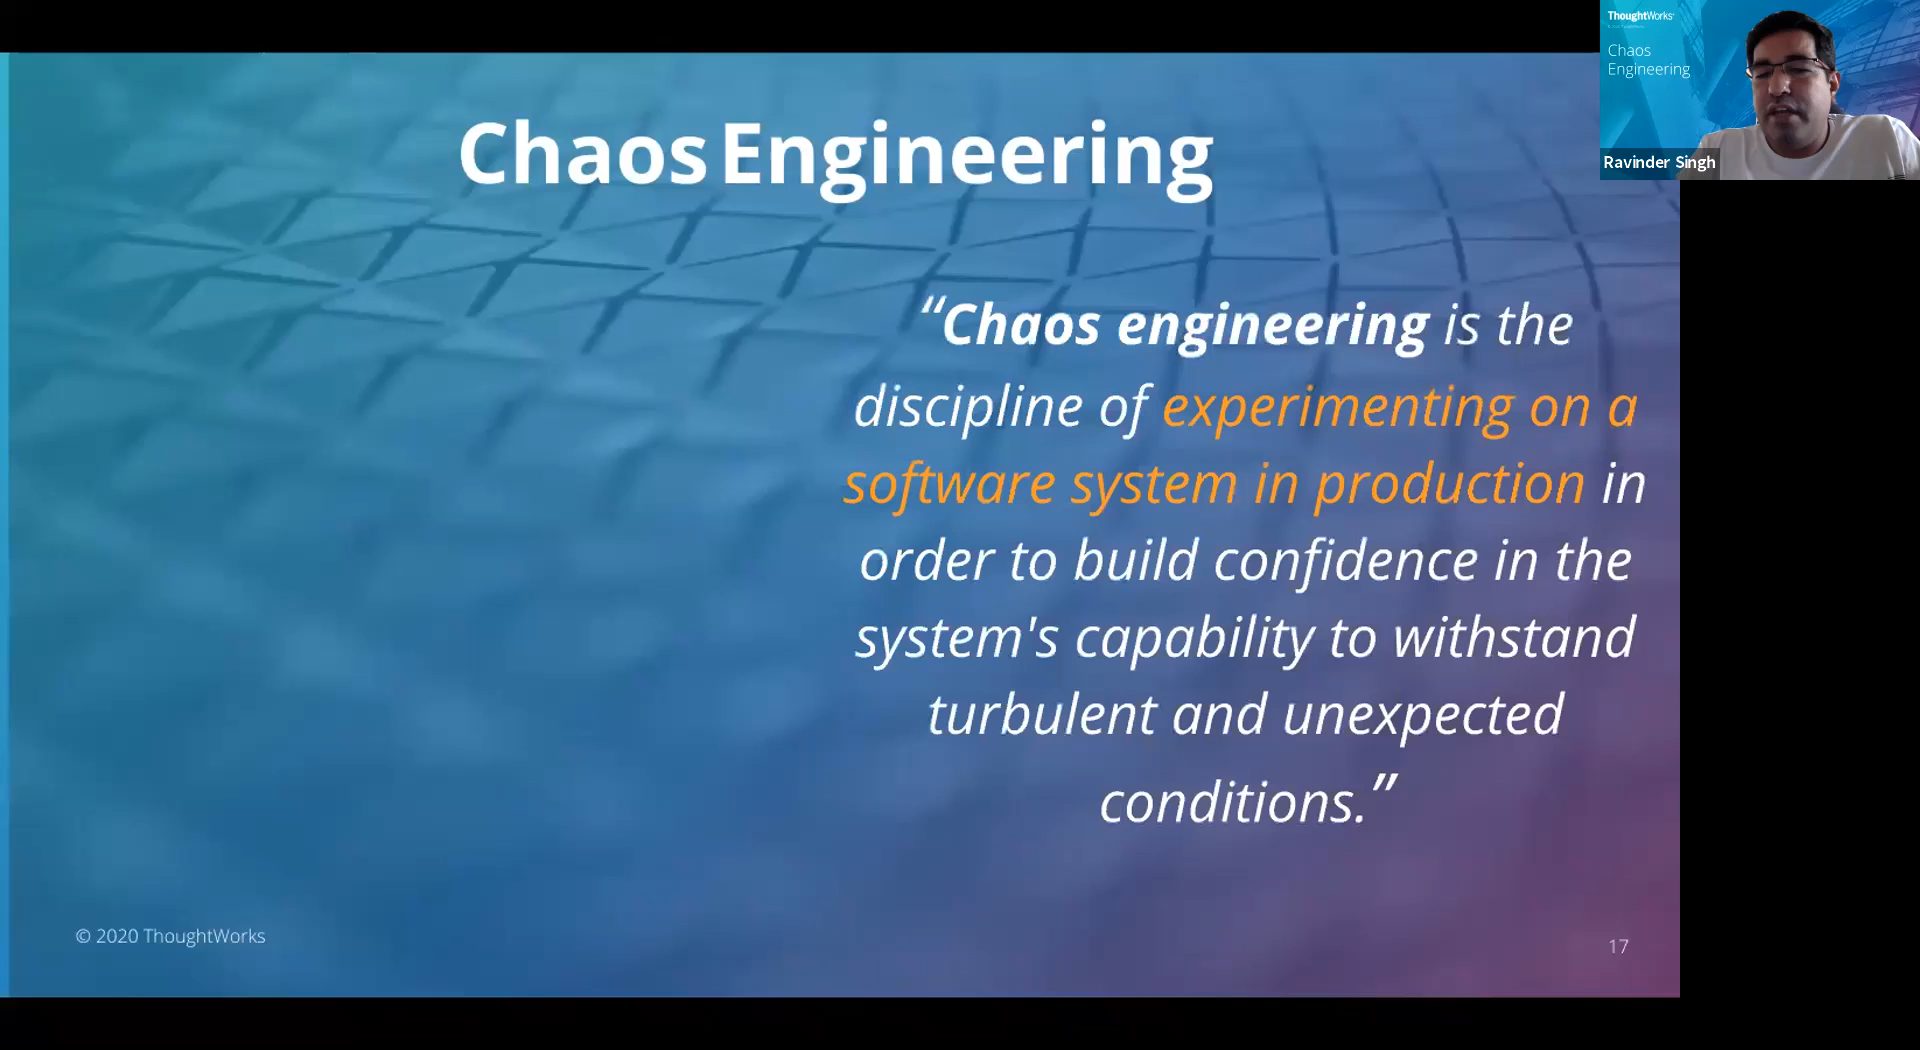 Chaos Engineering
“Chaos engineering is the
discipline of experimenting on a
software system in production in
order to build confidence in the
system's capability to withstand
turbulent and unexpected
conditions.”
© 2020 ThoughtWorks
17
ThoughtWorks
Chaos
Engineering
Ravinder Singh